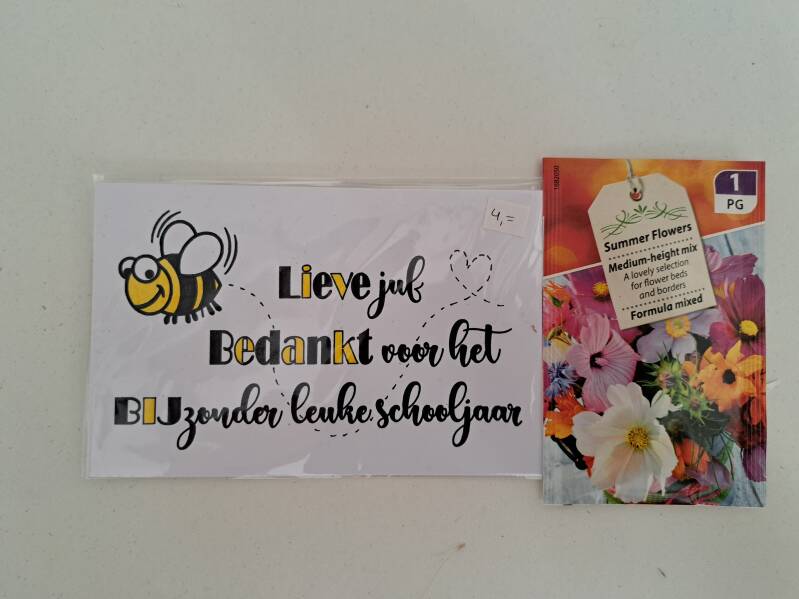 4,=
Lieve juf
Bedankt voor het
BIJzonder leuke schooljaar
1682050
1
PG
Summer Flowers
Medium-height mix
A lovely selection
for flower beds
and borders
Formula mixed